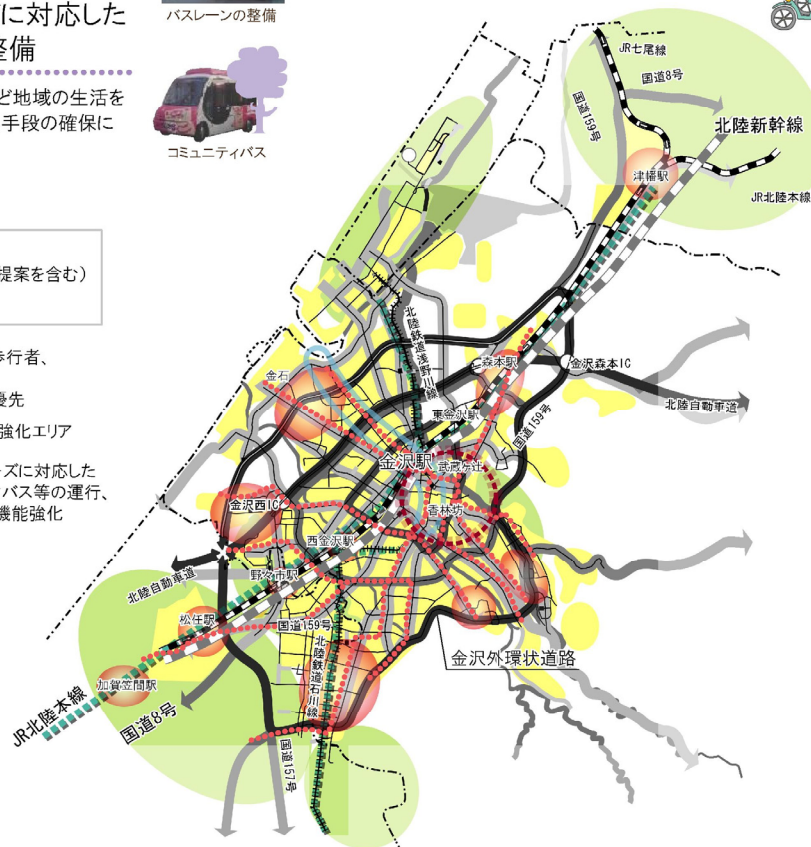 に対応した
バスレーンの整備
整備
ど地域の生活を
手段の確保に
コミュニティバス
提案を含む）
歩行者、
優先
強化エリア
ーズに対応した
バス等の運行、
機能強化
JR七尾線
国道8号
国道159号
北陸新幹線
津幡駅
JR北陸本線
北陸鉄道浅野川線
金石
森本駅
金沢森本IC
東金沢駅
国道159号
北陸自動車道
金沢駅
武蔵ヶ辻
金沢西IC
香林坊
西金沢駅
北陸自動車道
野々市駅
松任駅
国道159号
北陸鉄道石川線
金沢外環状道路
加賀笠間駅
JR北陸本線
国道8号
国道157号